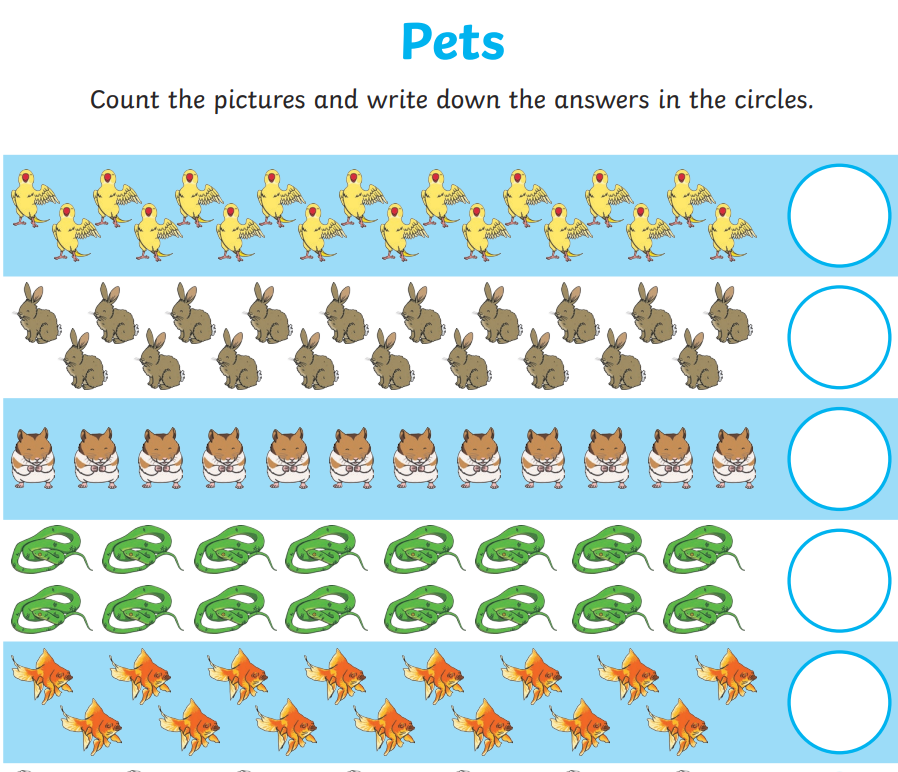 Pets
Count the pictures and write down the answers in the circles.